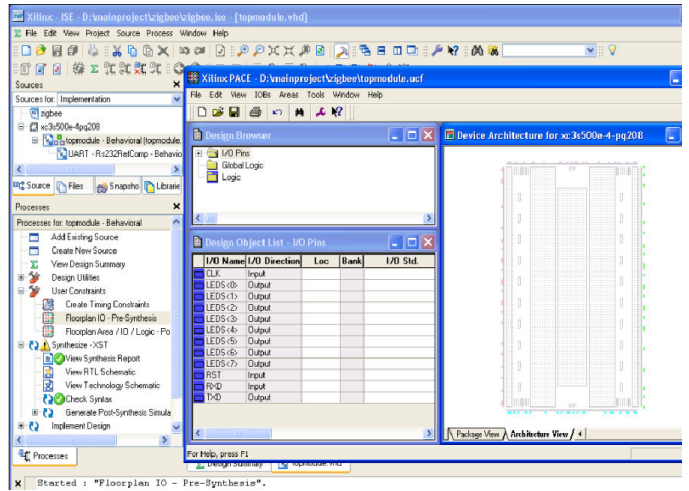 Xilinx - ISE - D:\mainproject\zigbee\zigbee.ise - [topmodule.vhd]
File Edit View Project Source Process Window Help
Sources
Sources for: Implementation
zigbee
xc3s500e-4pq208
topmodule - Behavioral (topmodule.
UART - Rs232RefComp - Behavio
Source Files Snapsho Librarie
Processes
Processes for: topmodule - Behavioral
Add Existing Source
Create New Source
View Design Summary
Design Utilities
User Constraints
Create Timing Constraints
Floorplan IO - Pre-Synthesis
Floorplan Area / IO / Logic - Po
Synthesize - XST
View Synthesis Report
View RTL Schematic
View Technology Schematic
Check Syntax
Generate Post-Synthesis Simula
Implement Design
Processes
Xilinx PACE - D:\mainproject\zigbee\topmodule.ucf
File Edit View IOBs Areas Tools Window Help
Design Browser
I/O Pins
Global Logic
Logic
Design Object List - I/O Pins
I/O Name I/O Direction Loc Bank I/O Std.
CLK Input
LEDS<0> Output
LEDS<1> Output
LEDS<2> Output
LEDS<3> Output
LEDS<4> Output
LEDS<5> Output
LEDS<6> Output
LEDS<7> Output
RST Input
RXD Input
TXD Output
Device Architecture for xc3s500e-4-pq208
Package View Architecture View
For Help, press F1
Design Summary topmodule.vhd
Started : "Floorplan IO - Pre-Synthesis".